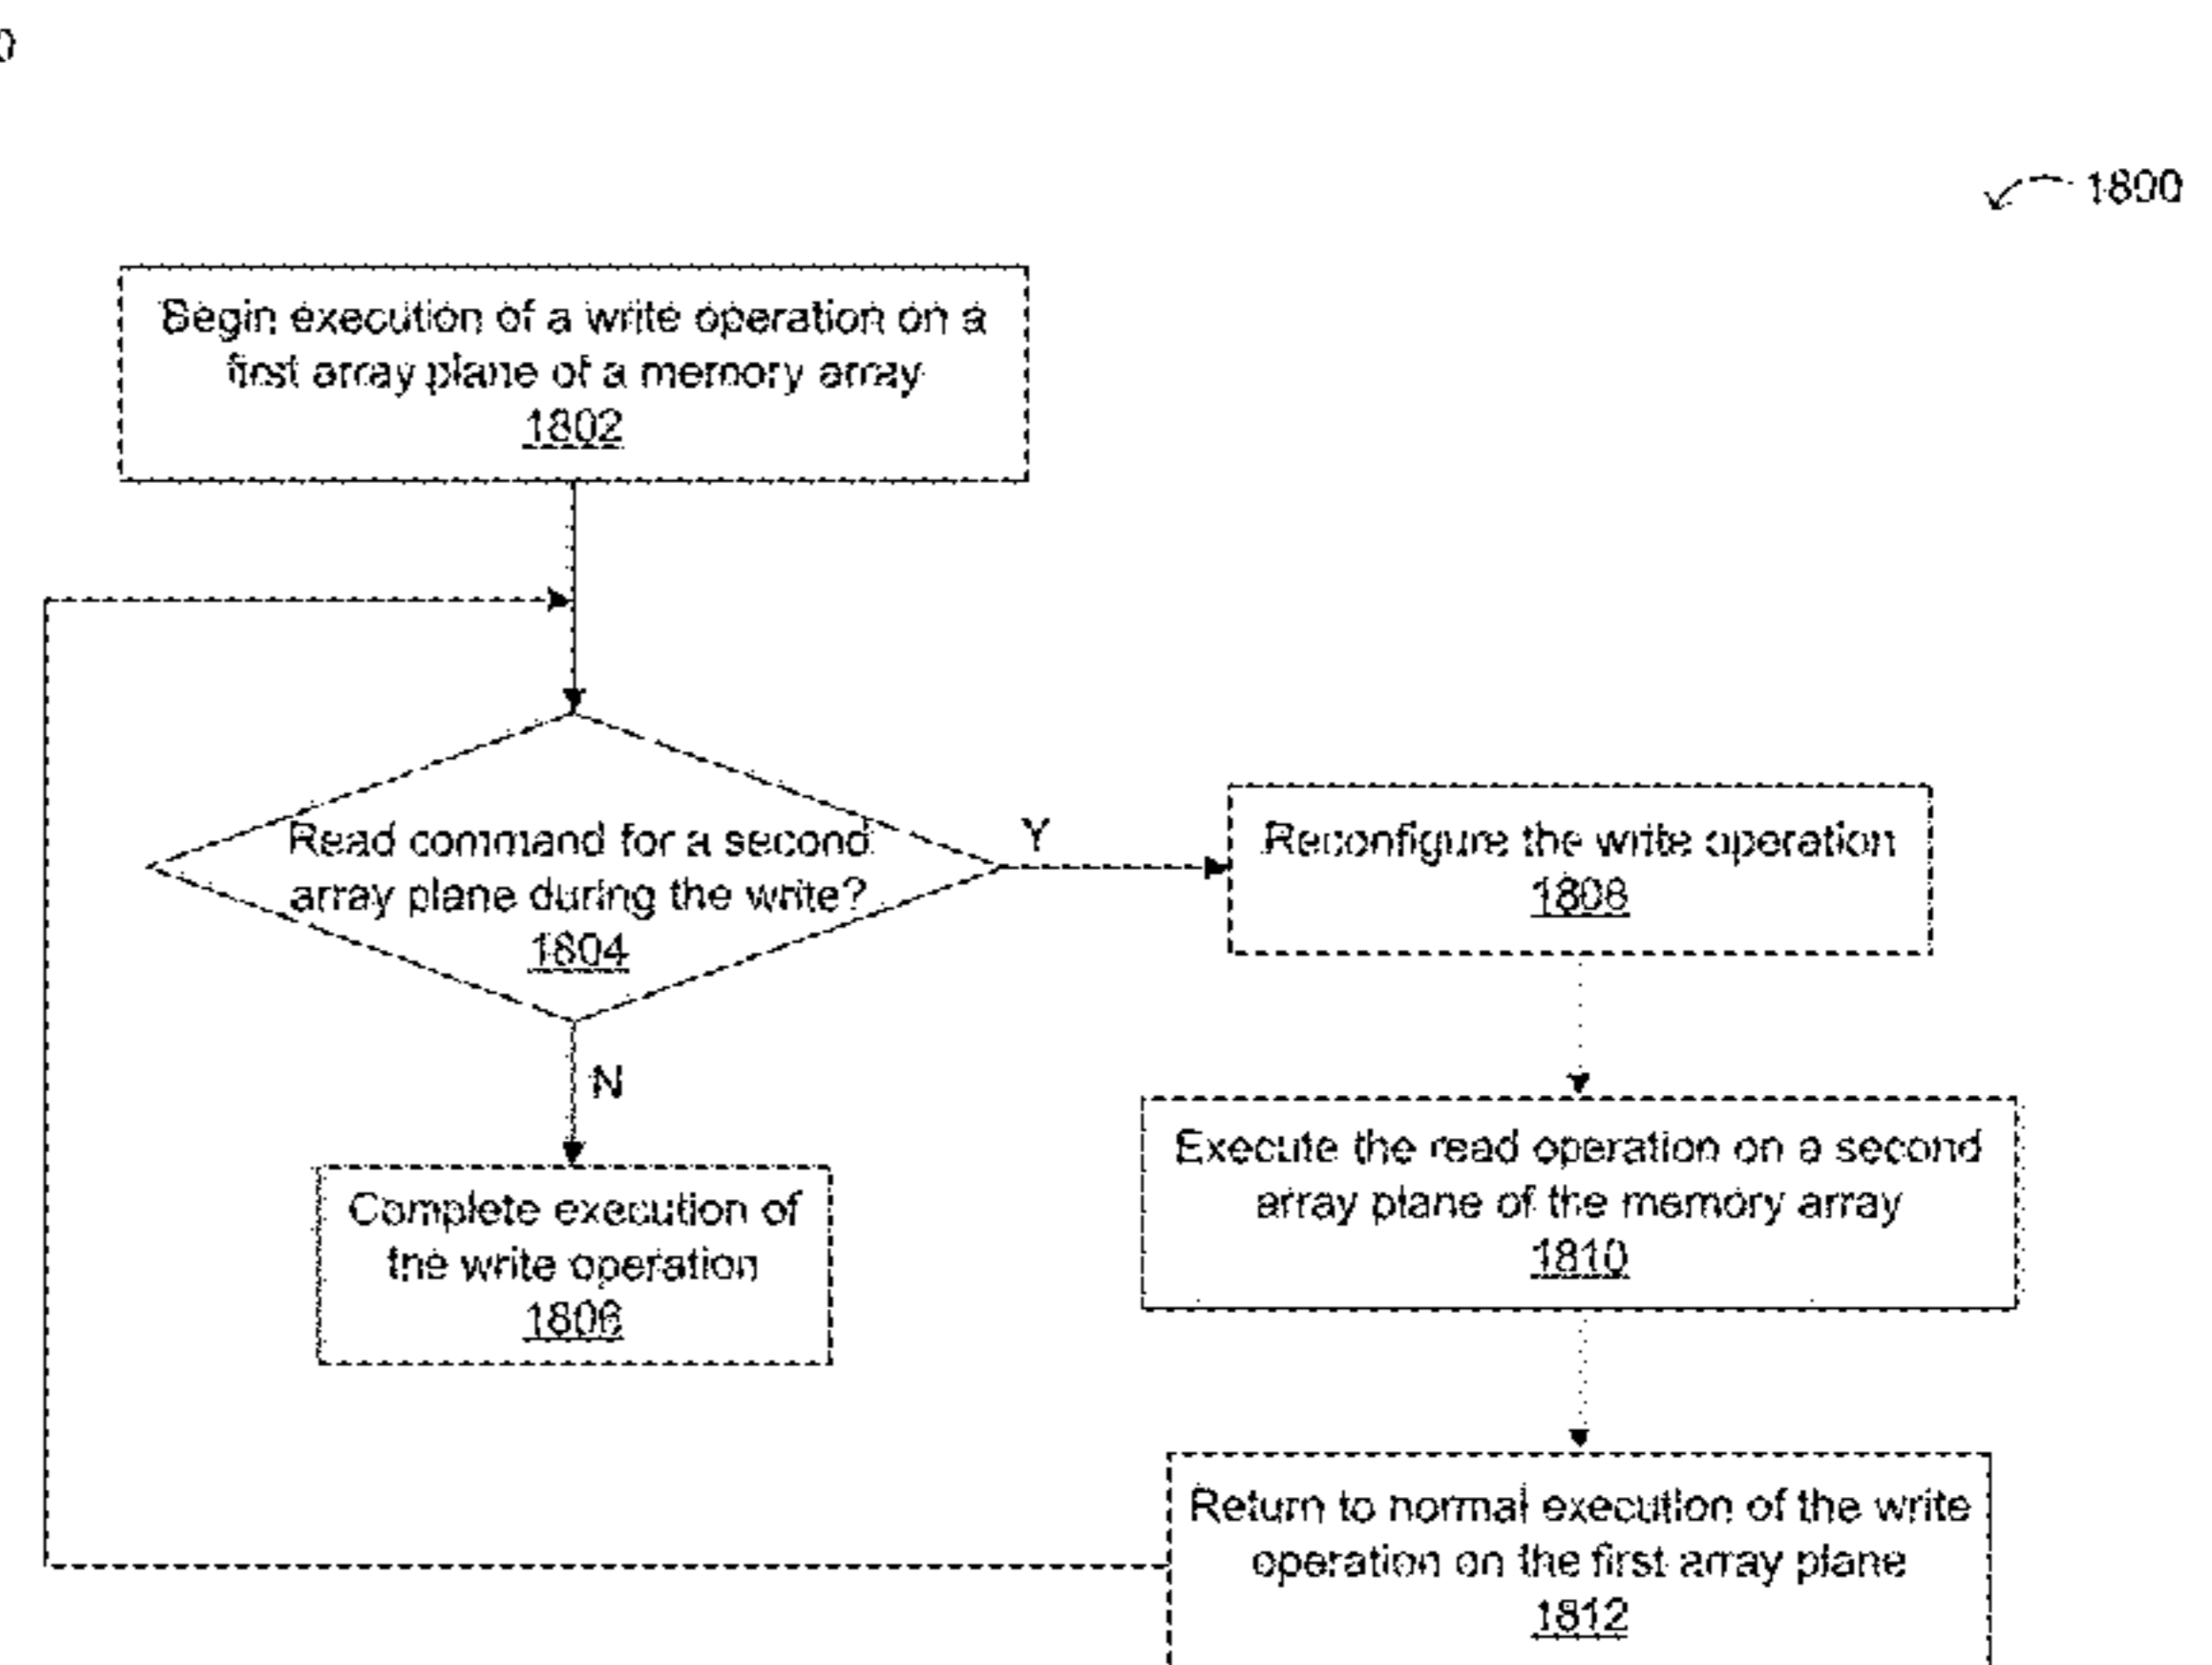 1800
Begin execution of a write operation on a
first array plane of a memory array
1802
Read command for a second
array plane during the write?
1804
Y
Reconfigure the write operation
1808
N
Execute the read operation on a second
array plane of the memory array
1810
Complete execution of
the write operation
1806
Return to normal execution of the write
operation on the first array plane
1812